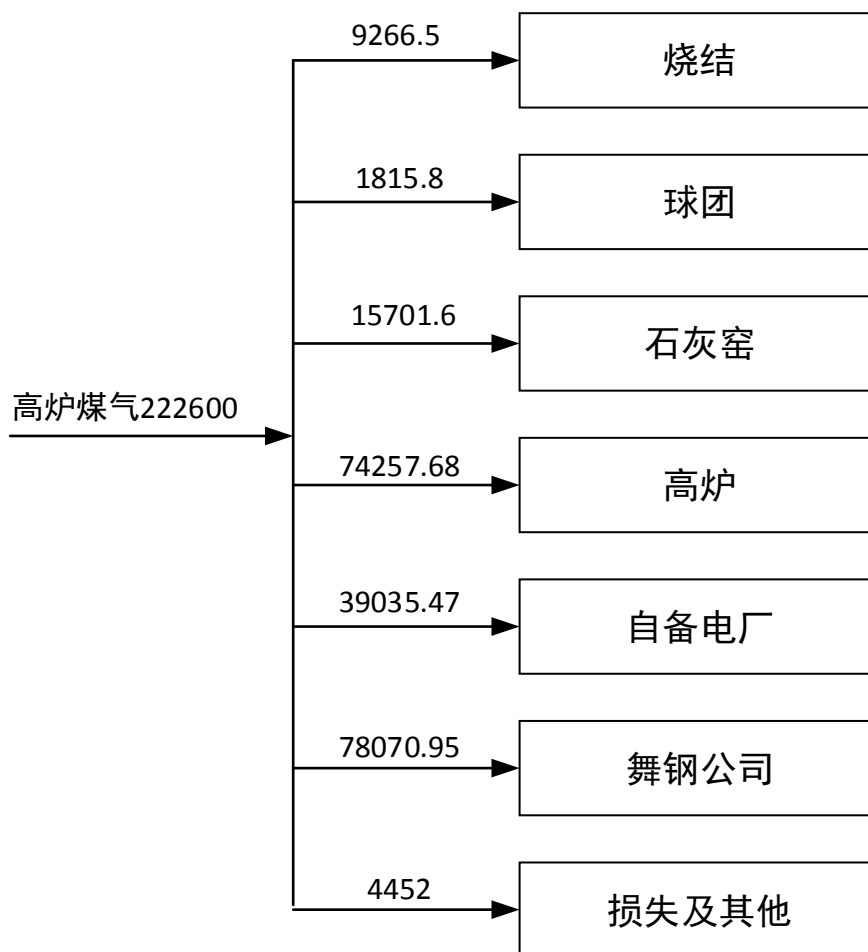 9266.5
烧结
1815.8
球团
15701.6
石灰窑
高炉煤气222600
74257.68
高炉
39035.47
自备电厂
78070.95
舞钢公司
4452
损失及其他